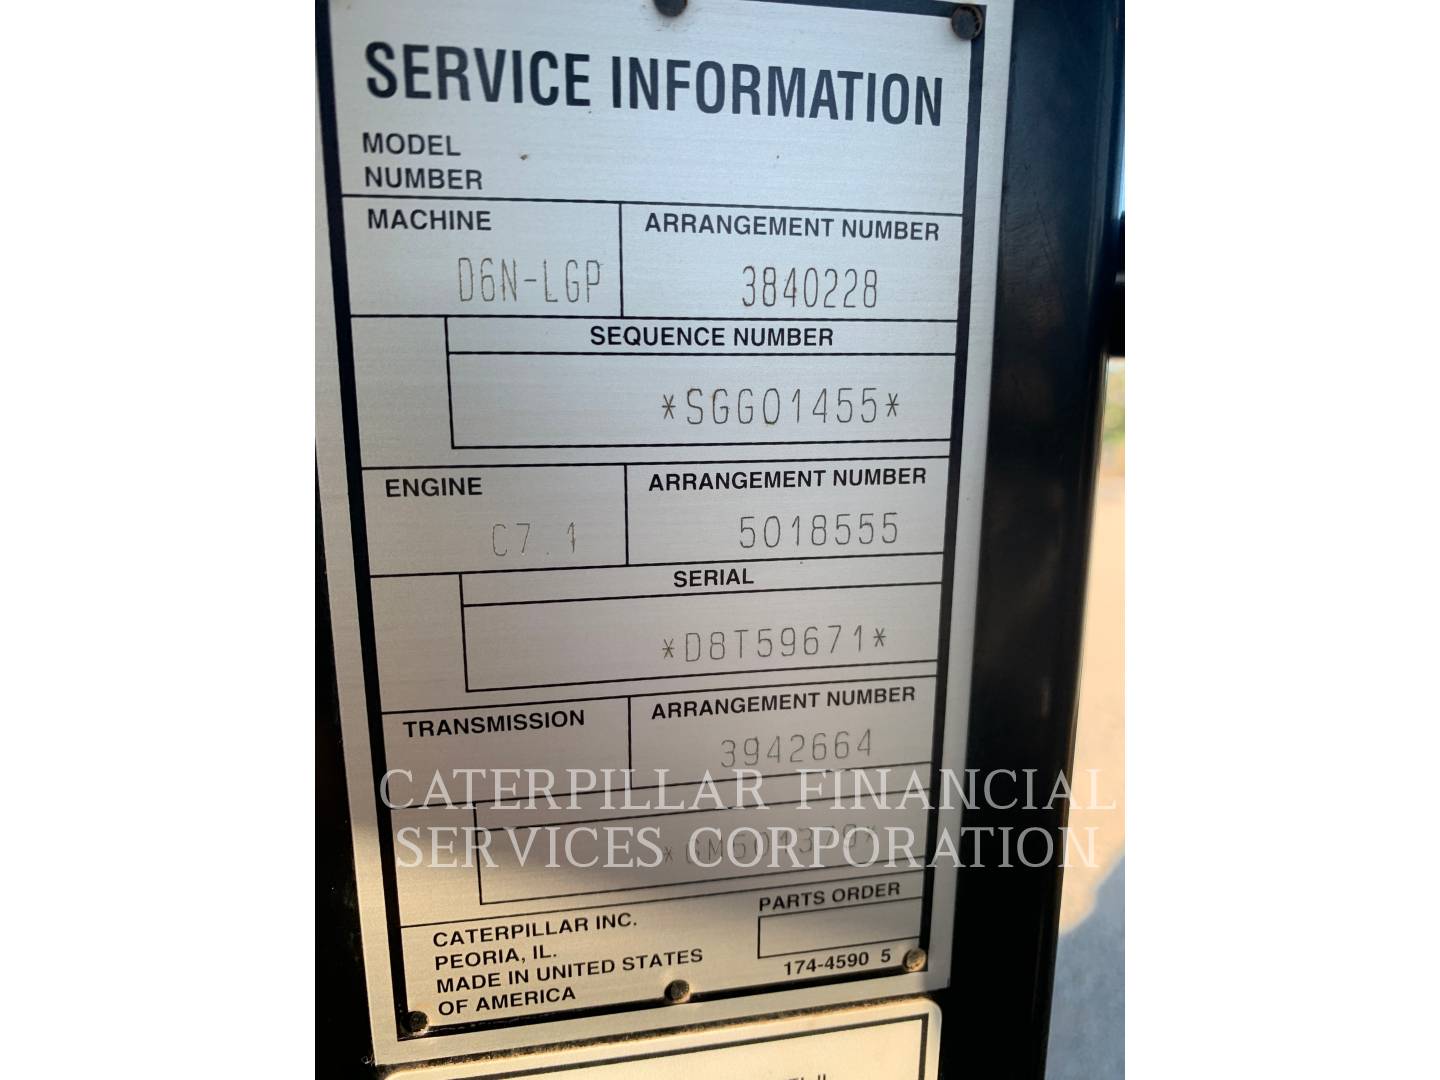 SERVICE INFORMATION
MODEL
NUMBER
MACHINE
ARRANGEMENT NUMBER
D6N-LGP
3840228
SEQUENCE NUMBER
*SGG01455*
ENGINE
ARRANGEMENT NUMBER
C7.1
5018555
SERIAL
*D8T59671*
TRANSMISSION
ARRANGEMENT NUMBER
3942664
CATERPILLAR FINANCIAL
SERVICES CORPORATION
PARTS ORDER
CATERPILLAR INC.
PEORIA, IL.
MADE IN UNITED STATES
OF AMERICA
174-4590 5